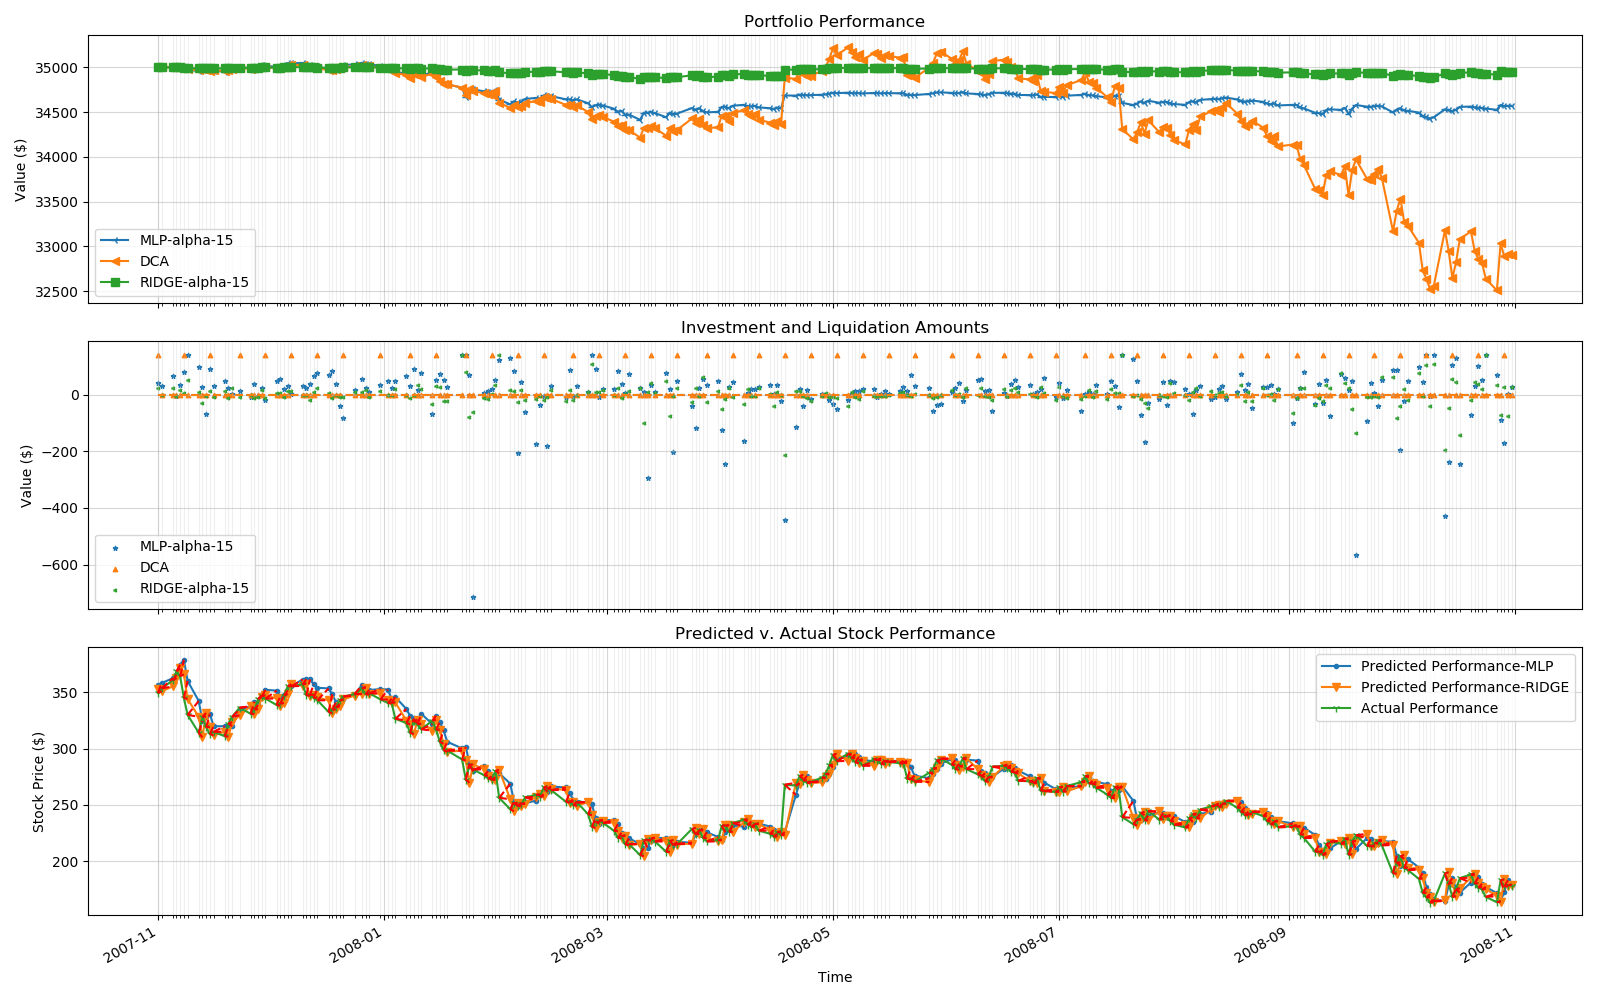 Portfolio Performance
35000
34500
34000
33500
33000
32500
Value ($)
MLP-alpha-15
DCA
RIDGE-alpha-15
Investment and Liquidation Amounts
0
−200
−400
−600
Value ($)
MLP-alpha-15
DCA
RIDGE-alpha-15
Predicted v. Actual Stock Performance
350
300
250
200
Stock Price ($)
Predicted Performance-MLP
Predicted Performance-RIDGE
Actual Performance
2007-11
2008-01
2008-03
2008-05
2008-07
2008-09
2008-11
Time